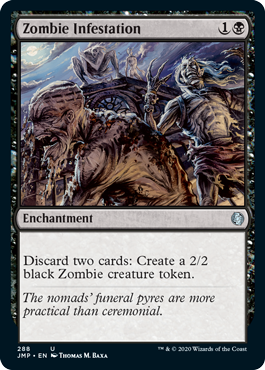 Zombie Infestation 1
Enchantment
Discard two cards: Create a 2/2
black Zombie creature token.
The nomads' funeral pyres are more
practical than ceremonial.
288 U
JMP • EN THOMAS M. BAXA ™ & © 2020 Wizards of the Coast